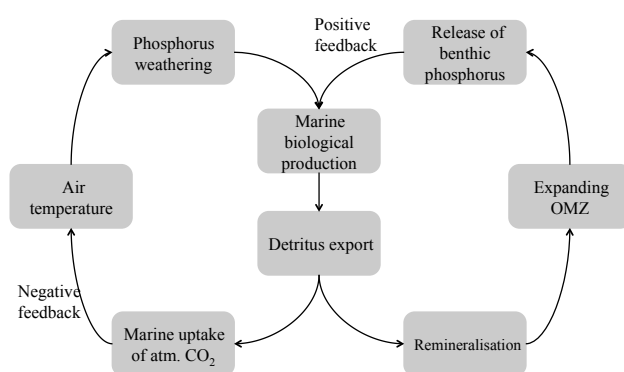 Phosphorus
weathering
Positive
feedback
Release of
benthic
phosphorus
Marine
biological
production
Air
temperature
Expanding
OMZ
Detritus export
Negative
feedback
Marine uptake
of atm. CO₂
Remineralisation